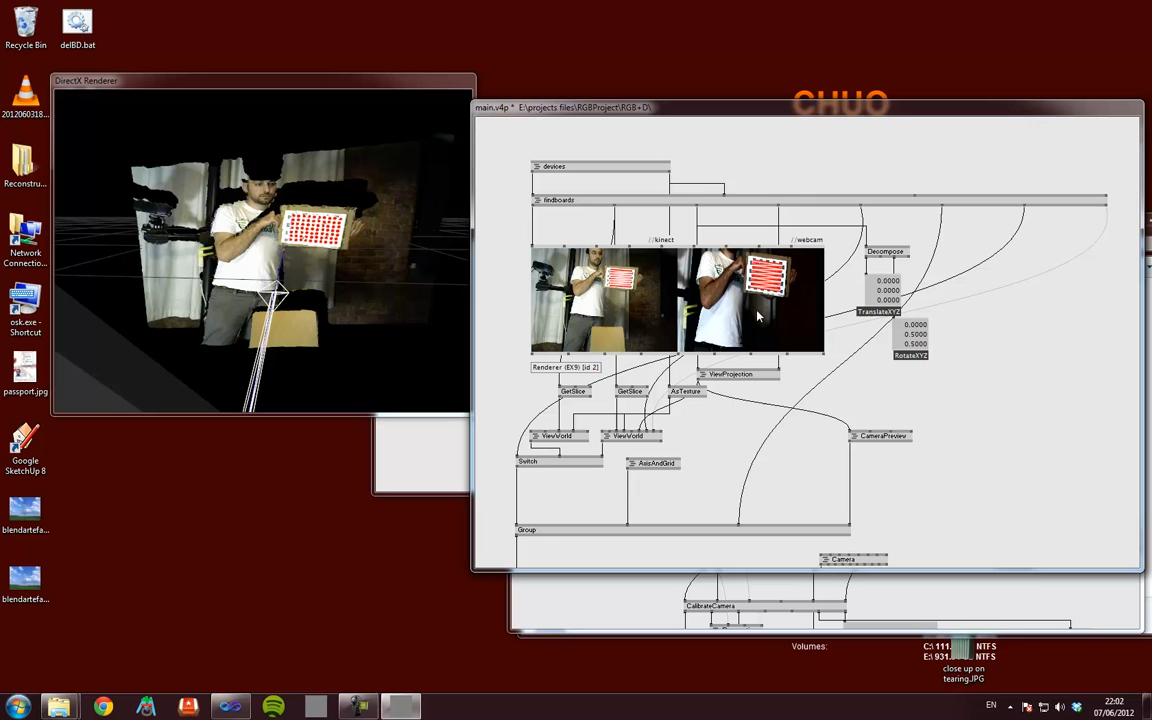 Recycle Bin
delBD.bat
2012060318...
Reconstru...
Network
Connectio...
osk.exe -
Shortcut
passport.jpg
Google
SketchUp 8
blendartefa...
blendartefa...
DirectX Renderer
CHUO
main.v4p * E:\projects files\RGBProject\RGB+D\
devices
findboards
//kinect
//webcam
Decompose
0.0000
0.0000
0.0000
TranslateXYZ
0.0000
0.5000
0.5000
RotateXYZ
Renderer (EX9) [id 2]
ViewProjection
GetSlice
GetSlice
AsTexture
ViewWorld
ViewWorld
CameraPreview
Switch
AxisAndGrid
Group
Camera
CalibrateCamera
Volumes:
C:\ 111. NTFS
E:\ 931. NTFS
close up on
tearing.JPG
EN
22:02
07/06/2012